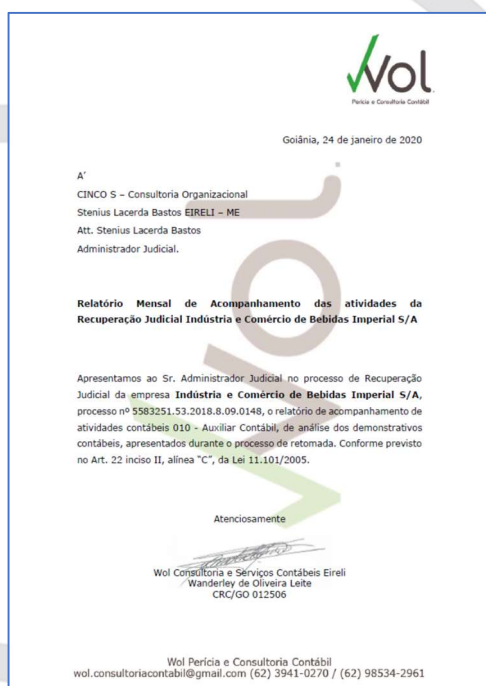 Wol
Perícia e Consultoria Contábil
Goiânia, 24 de janeiro de 2020
A'
CINCO S – Consultoria Organizacional
Stenius Lacerda Bastos EIRELI – ME
Att. Stenius Lacerda Bastos
Administrador Judicial.
Relatório Mensal de Acompanhamento das atividades da
Recuperação Judicial Indústria e Comércio de Bebidas Imperial S/A
Apresentamos ao Sr. Administrador Judicial no processo de Recuperação
Judicial da empresa Indústria e Comércio de Bebidas Imperial S/A,
processo nº 5583251.53.2018.8.09.0148, o relatório de acompanhamento de
atividades contábeis 010 - Auxiliar Contábil, de análise dos demonstrativos
contábeis, apresentados durante o processo de retomada. Conforme previsto
no Art. 22 inciso II, alínea "C", da Lei 11.101/2005.
Atenciosamente
Wol Consultoria e Serviços Contábeis Eireli
Wanderley de Oliveira Leite
CRC/GO 012506
Wol Perícia e Consultoria Contábil
wol.consultoriacontabil@gmail.com (62) 3941-0270 / (62) 98534-2961